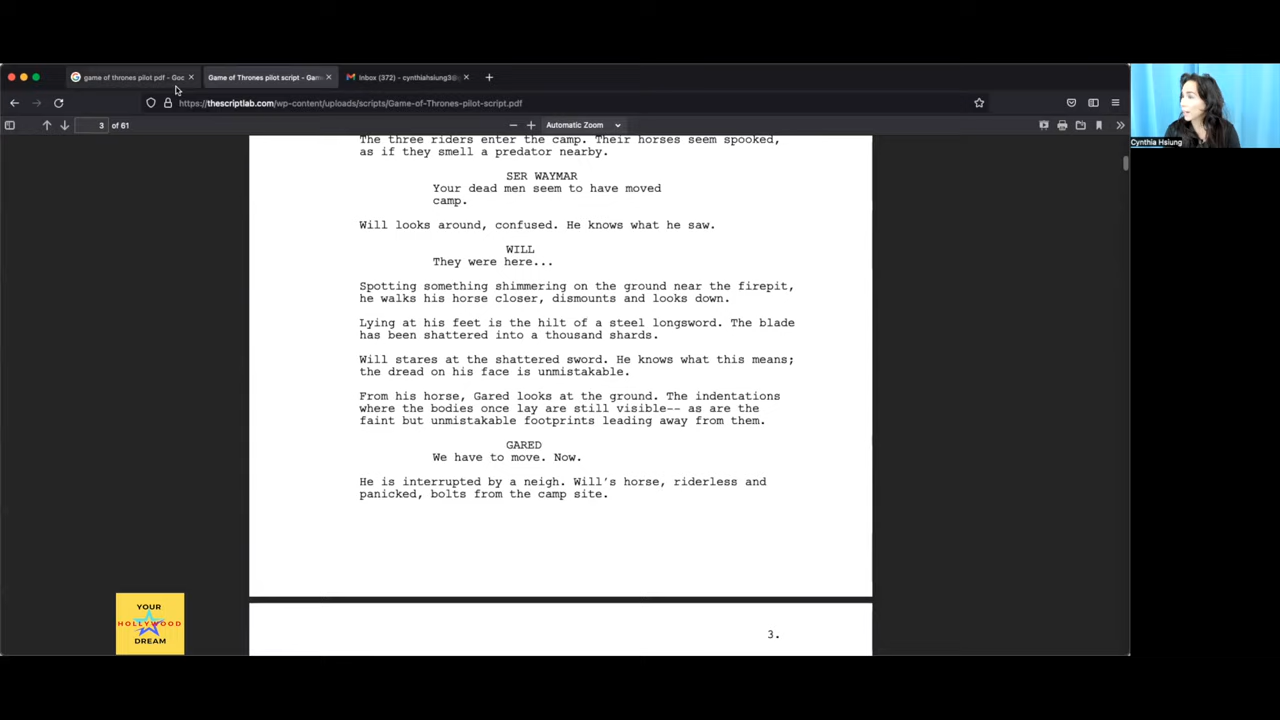 game of thrones pilot pdf - Goo
Game of Thrones pilot script - Gam
Inbox (372) - cynthiahsiung3@
https://thescriptlab.com/wp-content/uploads/scripts/Game-of-Thrones-pilot-script.pdf
3 of 61
Automatic Zoom
Cynthia Hsiung
The three riders enter the camp. Their horses seem spooked,
as if they smell a predator nearby.
SER WAYMAR
Your dead men seem to have moved
camp.
Will looks around, confused. He knows what he saw.
WILL
They were here...
Spotting something shimmering on the ground near the firepit,
he walks his horse closer, dismounts and looks down.
Lying at his feet is the hilt of a steel longsword. The blade
has been shattered into a thousand shards.
Will stares at the shattered sword. He knows what this means;
the dread on his face is unmistakable.
From his horse, Gared looks at the ground. The indentations
where the bodies once lay are still visible-- as are the
faint but unmistakable footprints leading away from them.
GARED
We have to move. Now.
He is interrupted by a neigh. Will's horse, riderless and
panicked, bolts from the camp site.
3.
YOUR
HOLLYWOOD
DREAM